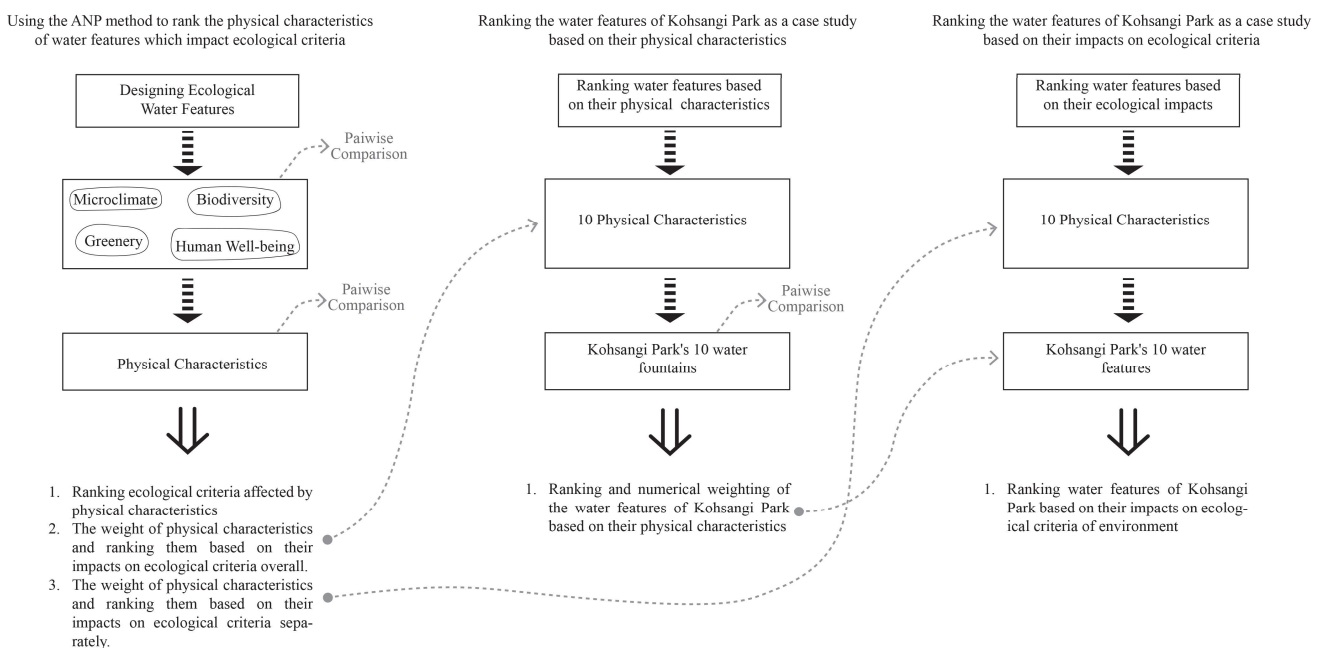 Using the ANP method to rank the physical characteristics
of water features which impact ecological criteria
Designing Ecological
Water Features
Paiwise
Comparison
Microclimate
Biodiversity
Greenery
Human Well-being
Paiwise
Comparison
Physical Characteristics
1. Ranking ecological criteria affected by
physical characteristics
2. The weight of physical characteristics
and ranking them based on their
impacts on ecological criteria overall.
3. The weight of physical characteristics
and ranking them based on their
impacts on ecological criteria sepa-
rately.
Ranking the water features of Kohsangi Park as a case study
based on their physical characteristics
Ranking water features based
on their physical characteristics
10 Physical Characteristics
Paiwise
Comparison
Kohsangi Park's 10 water
fountains
1. Ranking and numerical weighting of
the water features of Kohsangi Park
based on their physical characteristics
Ranking the water features of Kohsangi Park as a case study
based on their impacts on ecological criteria
Ranking water features based
on their ecological impacts
10 Physical Characteristics
Kohsangi Park's 10 water
features
1. Ranking water features of Kohsangi
Park based on their impacts on ecolog-
ical criteria of environment